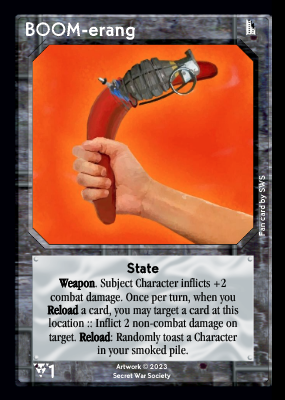 BOOM-erang
Fan card by SWS
State
Weapon. Subject Character inflicts +2
combat damage. Once per turn, when you
Reload a card, you may target a card at this
location :: Inflict 2 non-combat damage on
target. Reload: Randomly toast a Character
in your smoked pile.
1
Artwork © 2023
Secret War Society